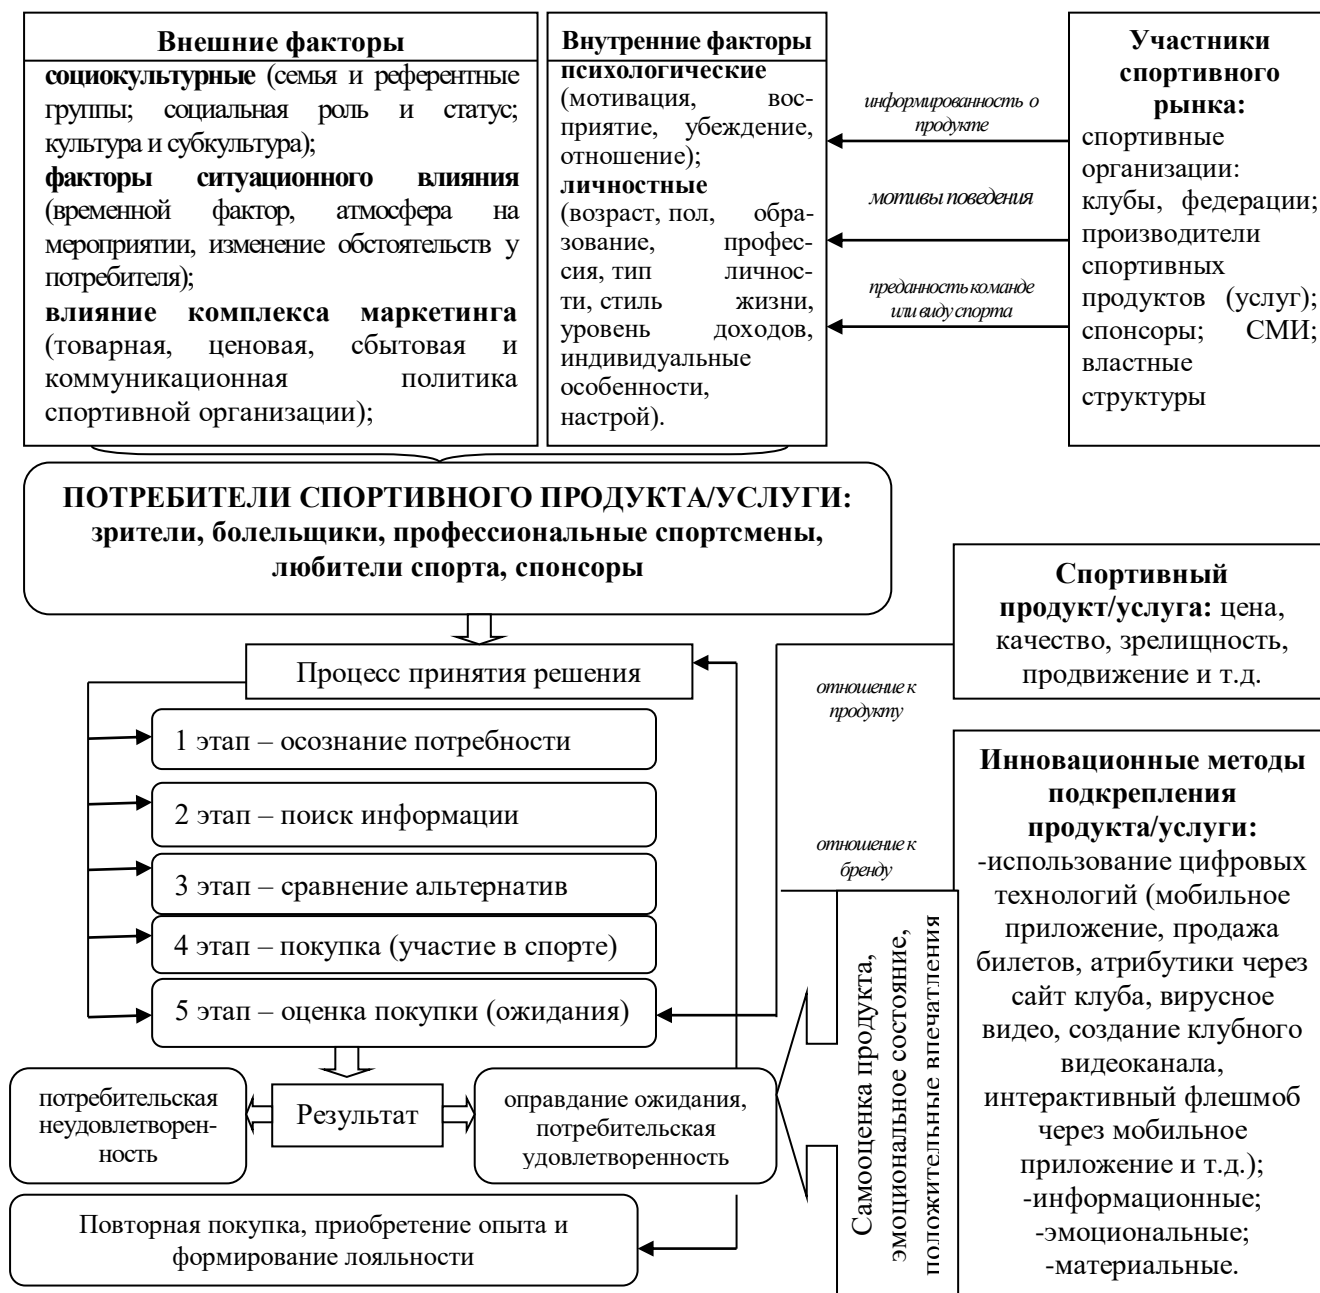 Внешние факторы
социокультурные (семья и референтные
группы; социальная роль и статус;
культура и субкультура);
факторы ситуационного влияния
(временной фактор, атмосфера на
мероприятии, изменение обстоятельств у
потребителя);
влияние комплекса маркетинга
(товарная, ценовая, сбытовая и
коммуникационная политика
спортивной организации);
Внутренние факторы
психологические
(мотивация, вос-
приятие, убеждение,
отношение);
личностные
(возраст, пол, обра-
зование, профес-
сия, тип личнос-
ти, стиль жизни,
уровень доходов,
индивидуальные
особенности,
настрой).
информированность о
продукте
мотивы поведения
преданность команде
или виду спорта
Участники
спортивного
рынка:
спортивные
организации:
клубы, федерации;
производители
спортивных
продуктов (услуг);
спонсоры; СМИ;
властные
структуры
ПОТРЕБИТЕЛИ СПОРТИВНОГО ПРОДУКТА/УСЛУГИ:
зрители, болельщики, профессиональные спортсмены,
любители спорта, спонсоры
Процесс принятия решения
1 этап – осознание потребности
2 этап – поиск информации
3 этап – сравнение альтернатив
4 этап – покупка (участие в спорте)
5 этап – оценка покупки (ожидания)
отношение к
продукту
отношение к
бренду
Спортивный
продукт/услуга: цена,
качество, зрелищность,
продвижение и т.д.
Инновационные методы
подкрепления
продукта/услуги:
-использование цифровых
технологий (мобильное
приложение, продажа
билетов, атрибутики через
сайт клуба, вирусное
видео, создание клубного
видеоканала,
интерактивный флешмоб
через мобильное
приложение и т.д.);
-информационные;
-эмоциональные;
-материальные.
Самооценка продукта,
эмоциональное состояние,
положительные впечатления
потребительская
неудовлетворен-
ность
Результат
оправдание ожидания,
потребительская
удовлетворенность
Повторная покупка, приобретение опыта и
формирование лояльности